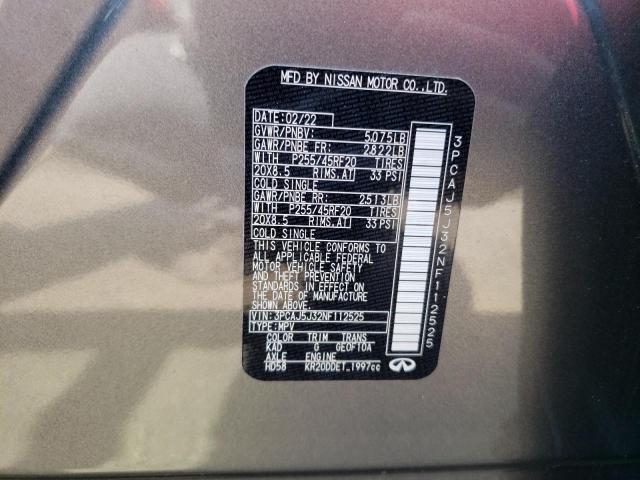 MFD BY NISSAN MOTOR CO.,LTD.
DATE: 02/22
GVWR/PNBV: 5075LB
GAWR/PNBE FR: 2822LB
WITH P255/45RF20 TIRES
20X8.5 RIMS.AT 33 PSI
COLD SINGLE
GAWR/PNBE RR: 2513LB
WITH P255/45RF20 TIRES
20X8.5 RIMS.AT 33 PSI
COLD SINGLE
THIS VEHICLE CONFORMS TO
ALL APPLICABLE FEDERAL
MOTOR VEHICLE SAFETY
AND THEFT PREVENTION
STANDARDS IN EFFECT ON
THE DATE OF MANUFACTURE
SHOWN ABOVE.
VIN: 3PCAJ5J32NF112525
TYPE: MPV
COLOR TRIM TRANS
KAD G GE0F10A
AXLE ENGINE
HD58 KR20DDET_1997cc
3PCAJ5J32NF112525